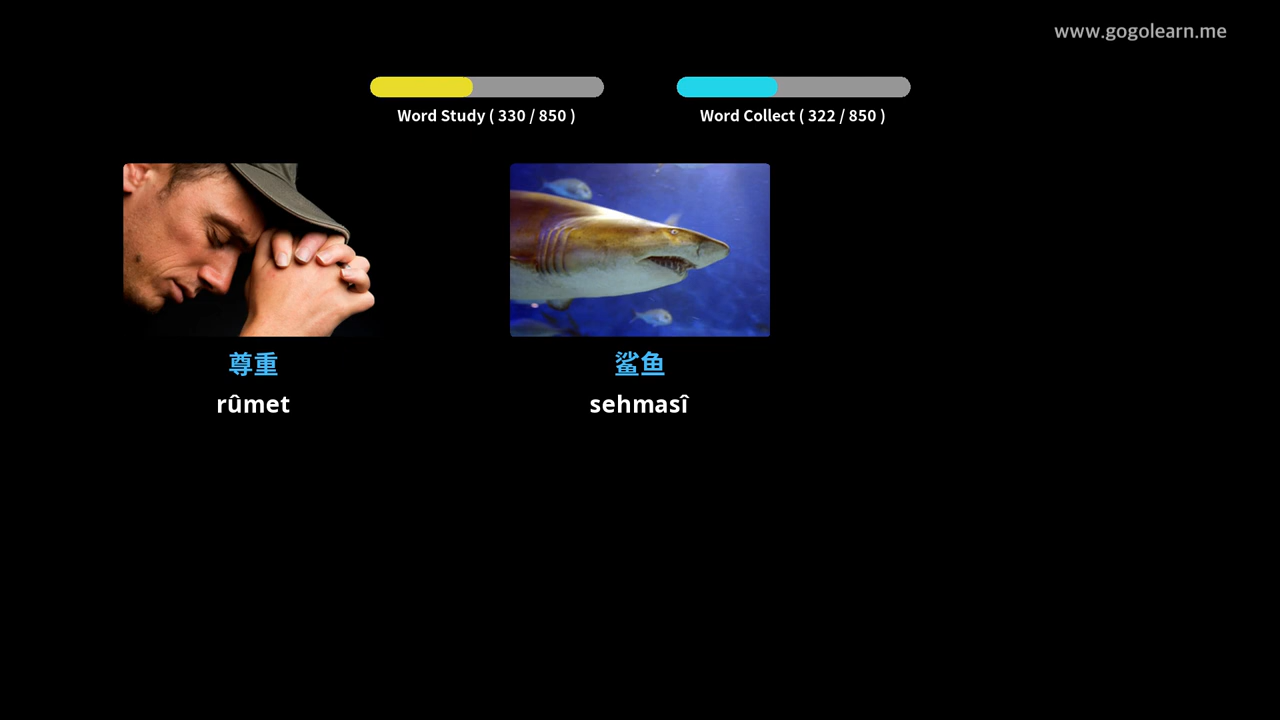 www.gogolearn.me
Word Study ( 330 / 850 )
Word Collect ( 322 / 850 )
尊重
rûmet
鲨鱼
sehmasî